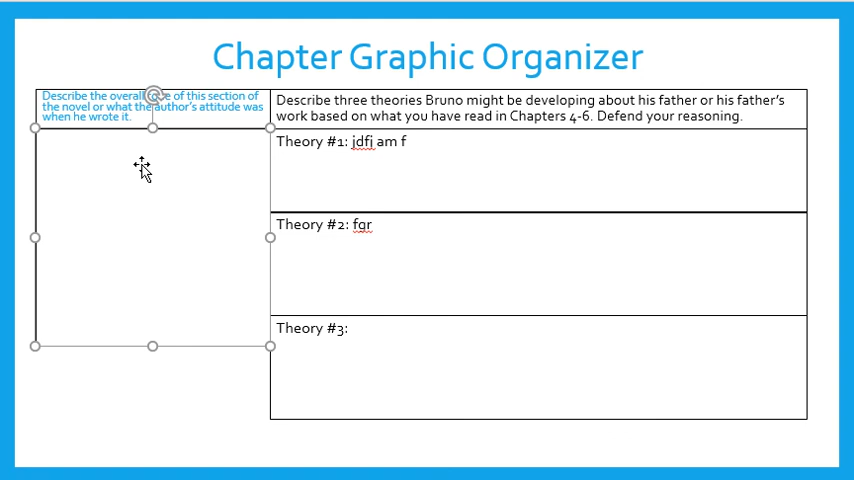 Chapter Graphic Organizer
Describe the overall tone of this section of
the novel or what the author's attitude was
when he wrote it.
Describe three theories Bruno might be developing about his father or his father's
work based on what you have read in Chapters 4-6. Defend your reasoning.
Theory #1: jdfj am f
Theory #2: fgr
Theory #3: